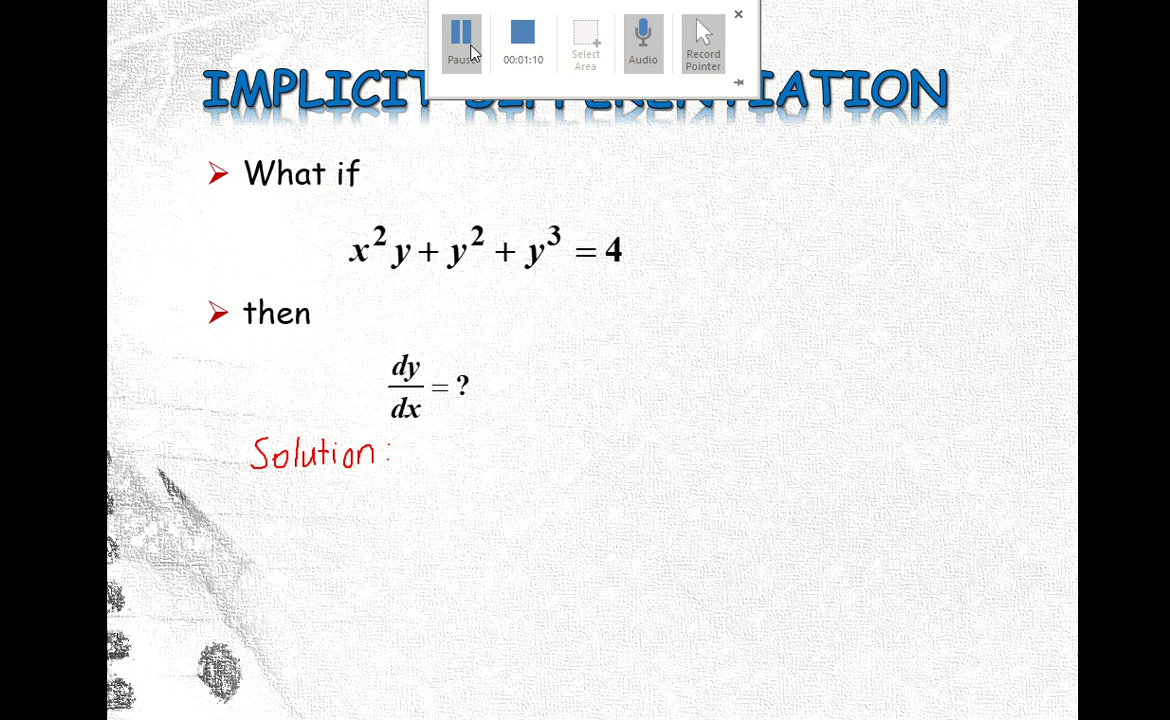 Pause
00:01:10
Select
Area
Audio
Record
Pointer
IMPLICIT DIFFERENTIATION
➢ What if
x²y + y² + y³ = 4
➢ then
dy/dx = ?
Solution: